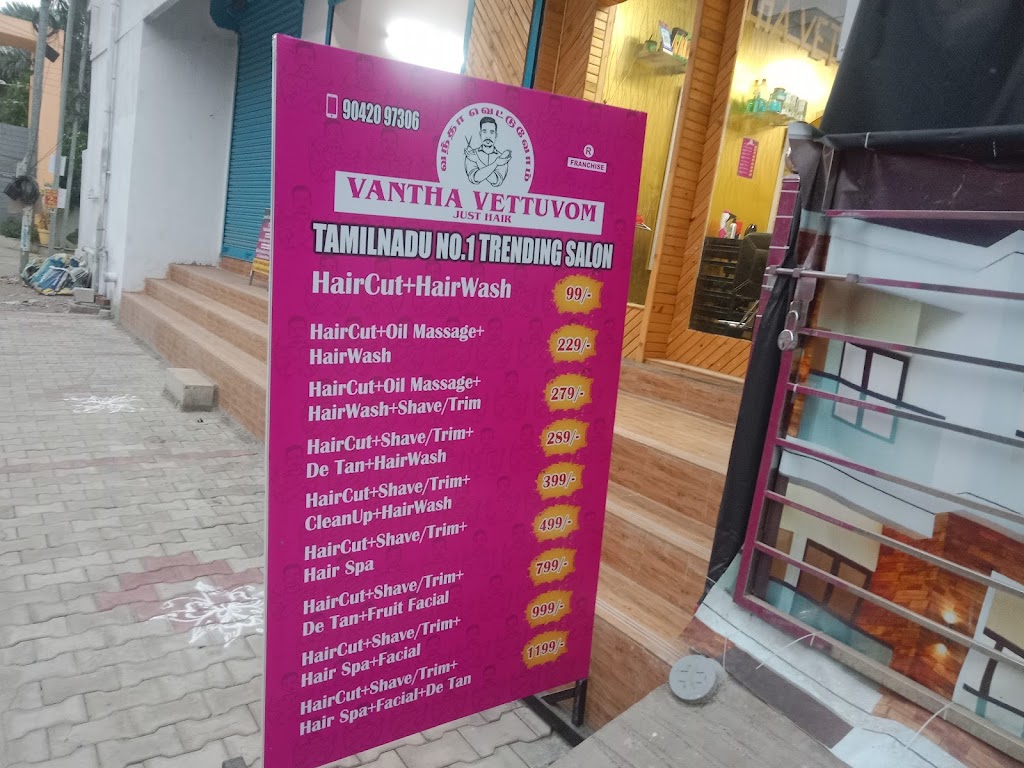 90420 97306
வந்தா வெட்டுவோம்
R
FRANCHISE
VANTHA VETTUVOM
JUST HAIR
TAMILNADU NO.1 TRENDING SALON
HairCut+HairWash 99/-
HairCut+Oil Massage+
HairWash 229/-
HairCut+Oil Massage+
HairWash+Shave/Trim 279/-
HairCut+Shave/Trim+
De Tan+HairWash 289/-
HairCut+Shave/Trim+
CleanUp+HairWash 399/-
HairCut+Shave/Trim+
Hair Spa 499/-
HairCut+Shave/Trim+
De Tan+Fruit Facial 799/-
HairCut+Shave/Trim+
Hair Spa+Facial 999/-
HairCut+Shave/Trim+
Hair Spa+Facial+De Tan 1199/-